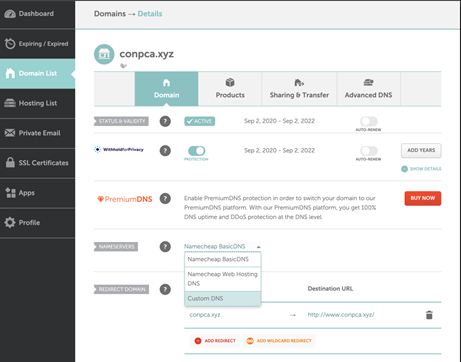 Dashboard
Expiring / Expired
Domain List
Hosting List
Private Email
SSL Certificates
Apps
Profile
Domains → Details
conpca.xyz
Domain
Products
Sharing & Transfer
Advanced DNS
STATUS & VALIDITY
?
ACTIVE
Sep 2, 2020 - Sep 2, 2022
AUTO-RENEW
WithheldforPrivacy
?
PROTECTION
Sep 2, 2020 - Sep 2, 2022
AUTO-RENEW
ADD YEARS
SHOW DETAILS
PremiumDNS
?
Enable PremiumDNS protection in order to switch your domain to our
PremiumDNS platform. With our PremiumDNS platform, you get 100%
DNS uptime and DDoS protection at the DNS level.
BUY NOW
NAMESERVERS
?
Namecheap BasicDNS
Namecheap BasicDNS
Namecheap Web Hosting
DNS
Custom DNS
REDIRECT DOMAIN
?
Destination URL
conpca.xyz
→
http://www.conpca.xyz/
ADD REDIRECT
ADD WILDCARD REDIRECT